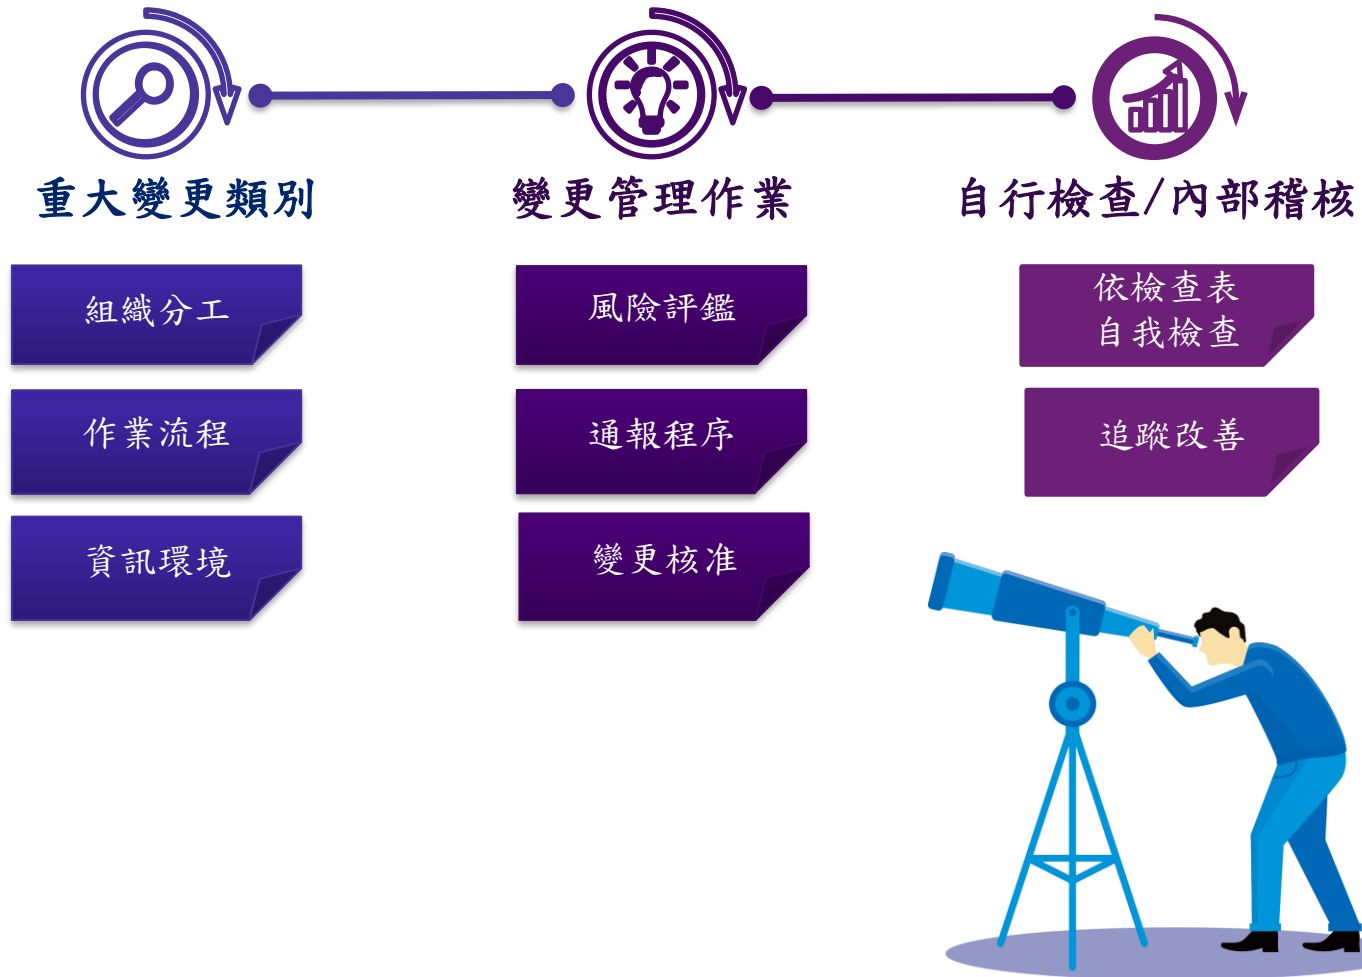 重大變更類別
變更管理作業
自行檢查/內部稽核
組織分工
作業流程
資訊環境
風險評鑑
通報程序
變更核准
依檢查表
自我檢查
追蹤改善